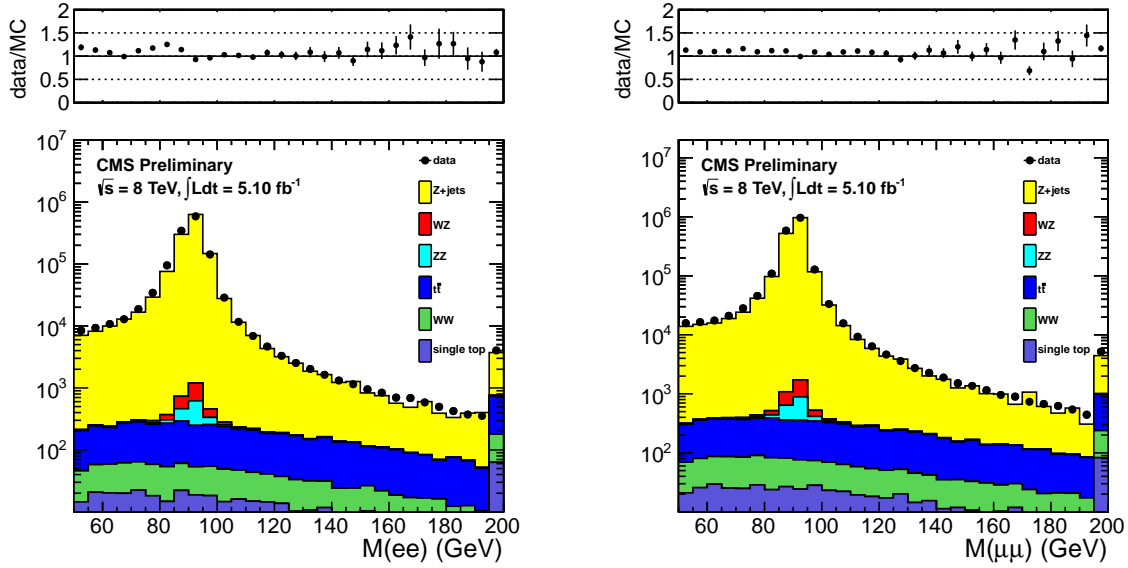 data/MC
2
1.5
1
0.5
0
10^7
10^6
10^5
10^4
10^3
10^2
CMS Preliminary
√s = 8 TeV, ∫Ldt = 5.10 fb^-1
data
Z+jets
WZ
ZZ
tt̄
WW
single top
60 80 100 120 140 160 180 200
M(ee) (GeV)
data/MC
2
1.5
1
0.5
0
10^7
10^6
10^5
10^4
10^3
10^2
CMS Preliminary
√s = 8 TeV, ∫Ldt = 5.10 fb^-1
data
Z+jets
WZ
ZZ
tt̄
WW
single top
60 80 100 120 140 160 180 200
M(μμ) (GeV)